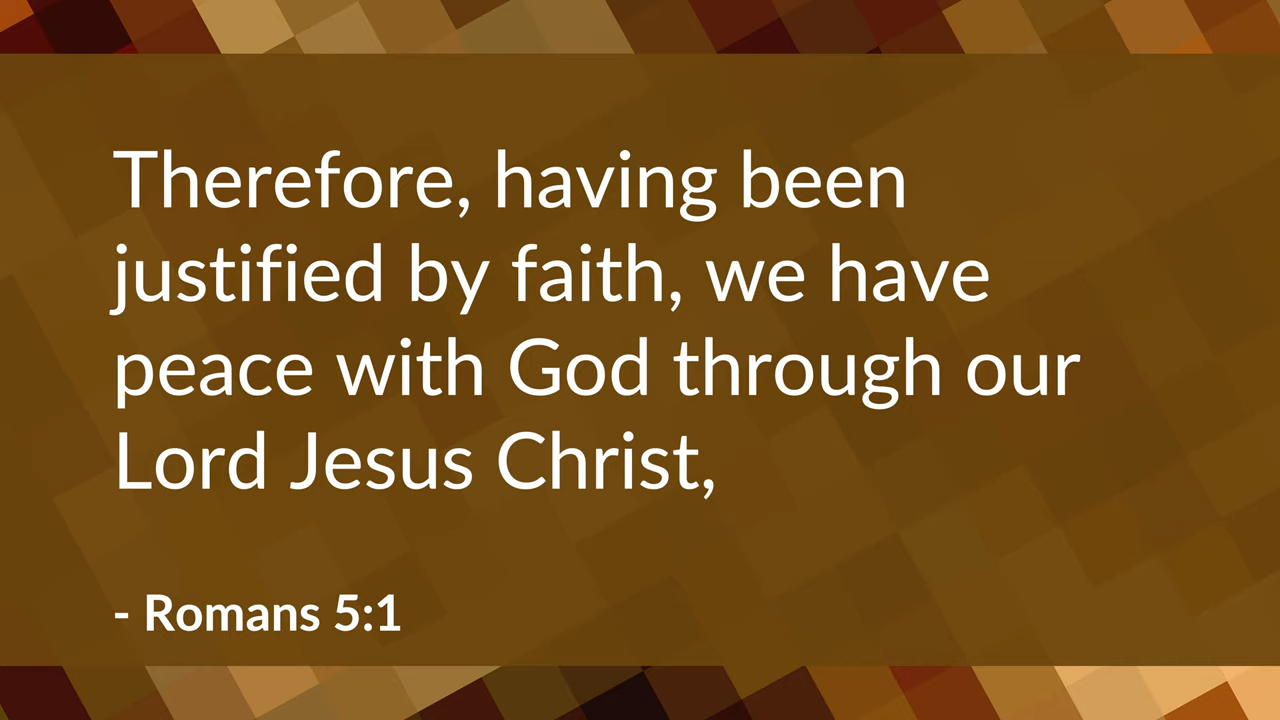 Therefore, having been
justified by faith, we have
peace with God through our
Lord Jesus Christ,
- Romans 5:1